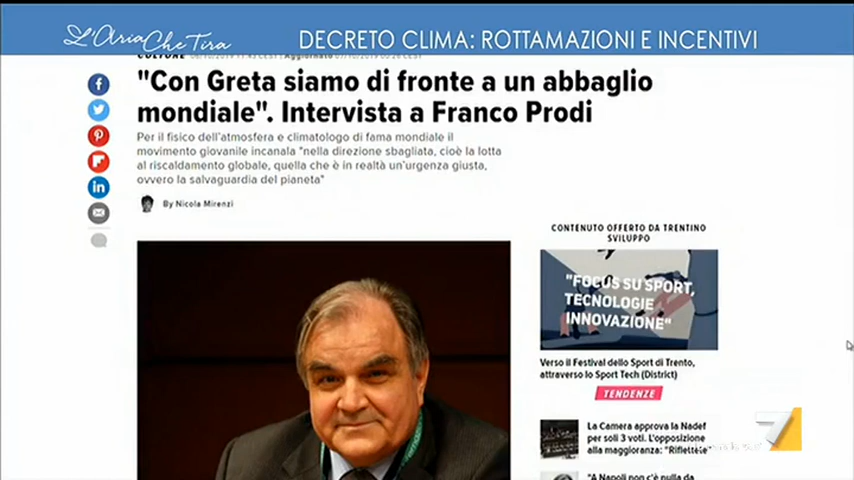 L'Aria Che Tira
DECRETO CLIMA: ROTTAMAZIONI E INCENTIVI
"Con Greta siamo di fronte a un abbaglio
mondiale". Intervista a Franco Prodi
Per il fisico dell'atmosfera e climatologo di fama mondiale il
movimento giovanile incanala "nella direzione sbagliata, cioè la lotta
al riscaldamento globale, quella che è in realtà un'urgenza giusta,
ovvero la salvaguardia del pianeta"
By Nicola Mirenzi
CONTENUTO OFFERTO DA TRENTINO
SVILUPPO
"FOCUS SU SPORT,
TECNOLOGIE
INNOVAZIONE"
Verso il Festival dello Sport di Trento,
attraverso lo Sport Tech (District)
TENDENZE
La Camera approva la Nadef
per soli 3 voti. L'opposizione
alla maggioranza: "Riflettete"
7
"A Napoli non c'è nulla da